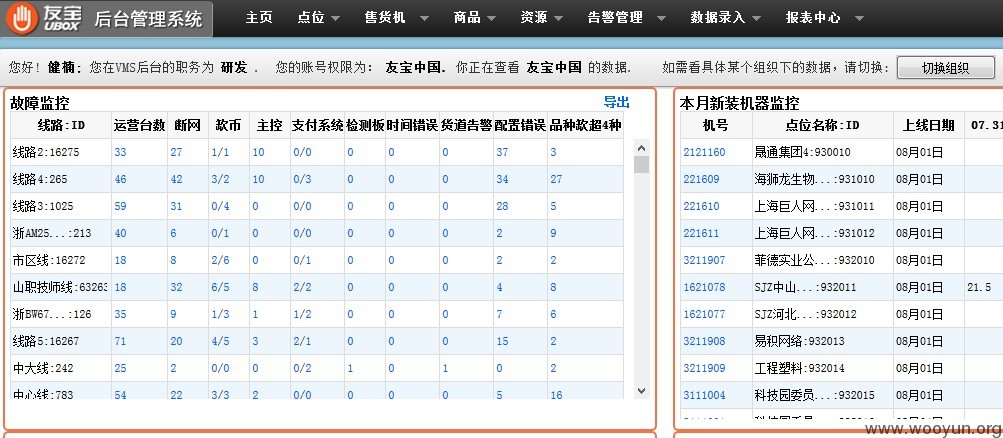 友宝 UBOX 后台管理系统 主页 点位 售货机 商品 资源 告警管理 数据录入 报表中心
您好! 健楠: 您在VMS后台的职务为 研发 . 您的账号权限为: 友宝中国. 你正在查看 友宝中国 的数据. 如需看具体某个组织下的数据,请切换: 切换组织
故障监控 导出
线路:ID 运营台数 断网 款币 主控 支付系统 检测板 时间错误 货道告警 配置错误 品种款超4种
线路2:16275 33 27 1/1 10 0/0 0 0 0 37 3
线路4:265 46 42 3/2 10 0/3 0 0 0 34 27
线路3:1025 59 31 0/4 0 0/0 0 0 0 28 5
浙AM25...:213 40 6 0/1 0 0/0 0 0 0 2 9
市区线:16272 18 8 2/6 0 0/1 0 0 0 2 2
山职技师线:63263 18 32 6/5 8 2/2 0 0 0 4 8
浙BW67...:126 35 9 1/3 1 1/2 0 0 0 7 6
线路5:16267 71 20 4/5 3 2/1 0 0 0 15 2
中大线:242 25 2 0/0 0 0/2 1 0 1 0 2
中心线:783 54 22 3/3 2 0/0 0 0 0 5 16
本月新装机器监控
机号 点位名称:ID 上线日期 07.31
2121160 晟通集团4:930010 08月01日
221609 海狮龙生物...:931010 08月01日
221610 上海巨人网...:931011 08月01日
221611 上海巨人网...:931012 08月01日
3211907 菲德实业公...:932010 08月01日
1621078 SJZ中山...:932011 08月01日 21.5
1621077 SJZ河北...:932012 08月01日
3211908 易积网络:932013 08月01日
3211909 工程塑料:932014 08月01日
3111004 科技园委员...:932015 08月01日
www.wooyun.org